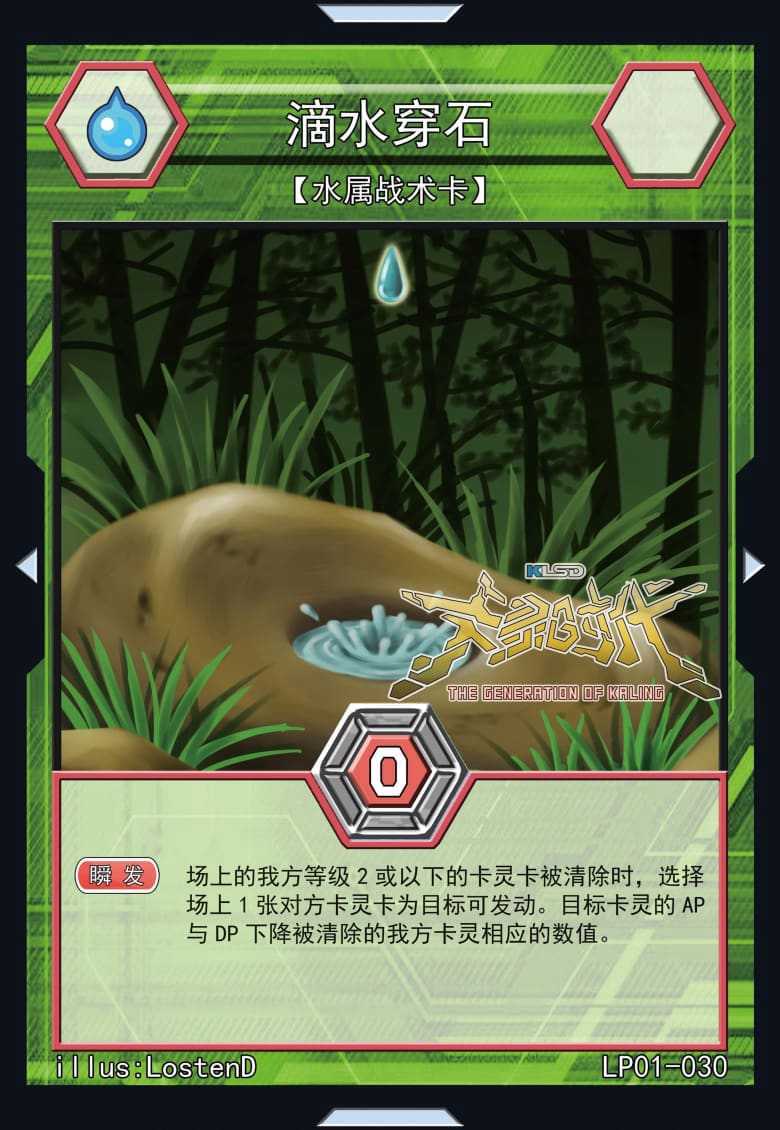 滴水穿石
【水属战术卡】
KLSD
卡灵时代
THE GENERATION OF KALING
0
瞬发
场上的我方等级2或以下的卡灵卡被清除时，选择
场上1张对方卡灵卡为目标可发动。目标卡灵的AP
与DP下降被清除的我方卡灵相应的数值。
illus:LostenD
LP01-030